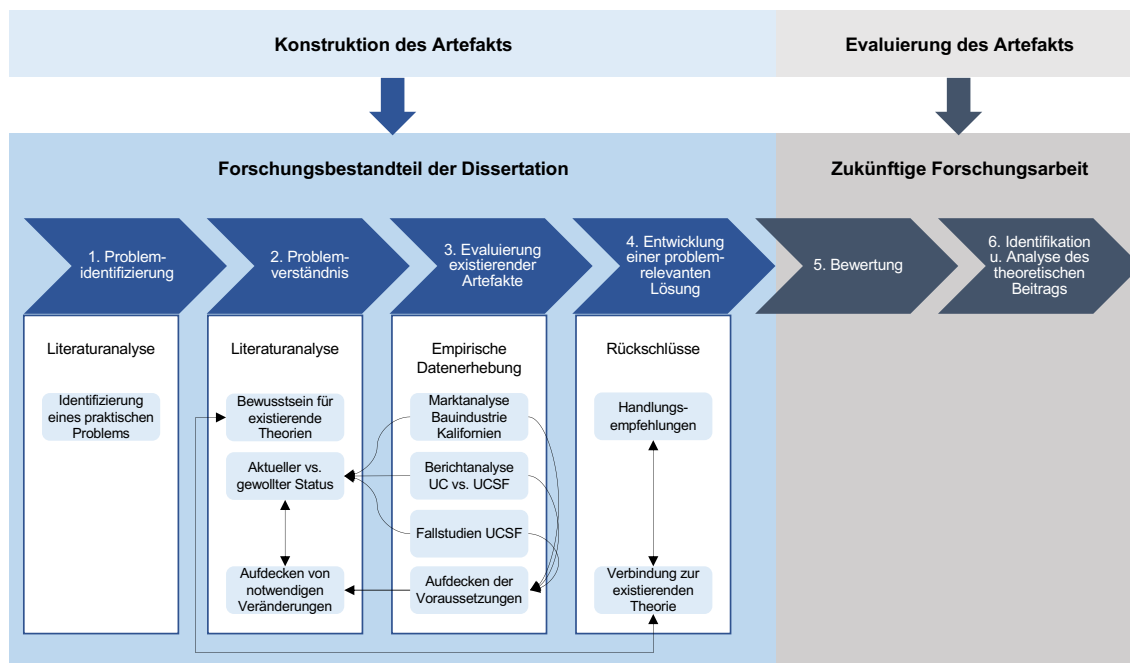 Konstruktion des Artefakts
Evaluierung des Artefakts
Forschungsbestandteil der Dissertation
Zukünftige Forschungsarbeit
1. Problem-
identifizierung
2. Problem-
verständnis
3. Evaluierung
existierender
Artefakte
4. Entwicklung
einer problem-
relevanten
Lösung
5. Bewertung
6. Identifikation
u. Analyse des
theoretischen
Beitrags
Literaturanalyse
Identifizierung
eines praktischen
Problems
Literaturanalyse
Bewusstsein für
existierende
Theorien
Aktueller vs.
gewollter Status
Aufdecken von
notwendigen
Veränderungen
Empirische
Datenerhebung
Marktanalyse
Bauindustrie
Kalifornien
Berichtanalyse
UC vs. UCSF
Fallstudien UCSF
Aufdecken der
Voraussetzungen
Rückschlüsse
Handlungs-
empfehlungen
Verbindung zur
existierenden
Theorie